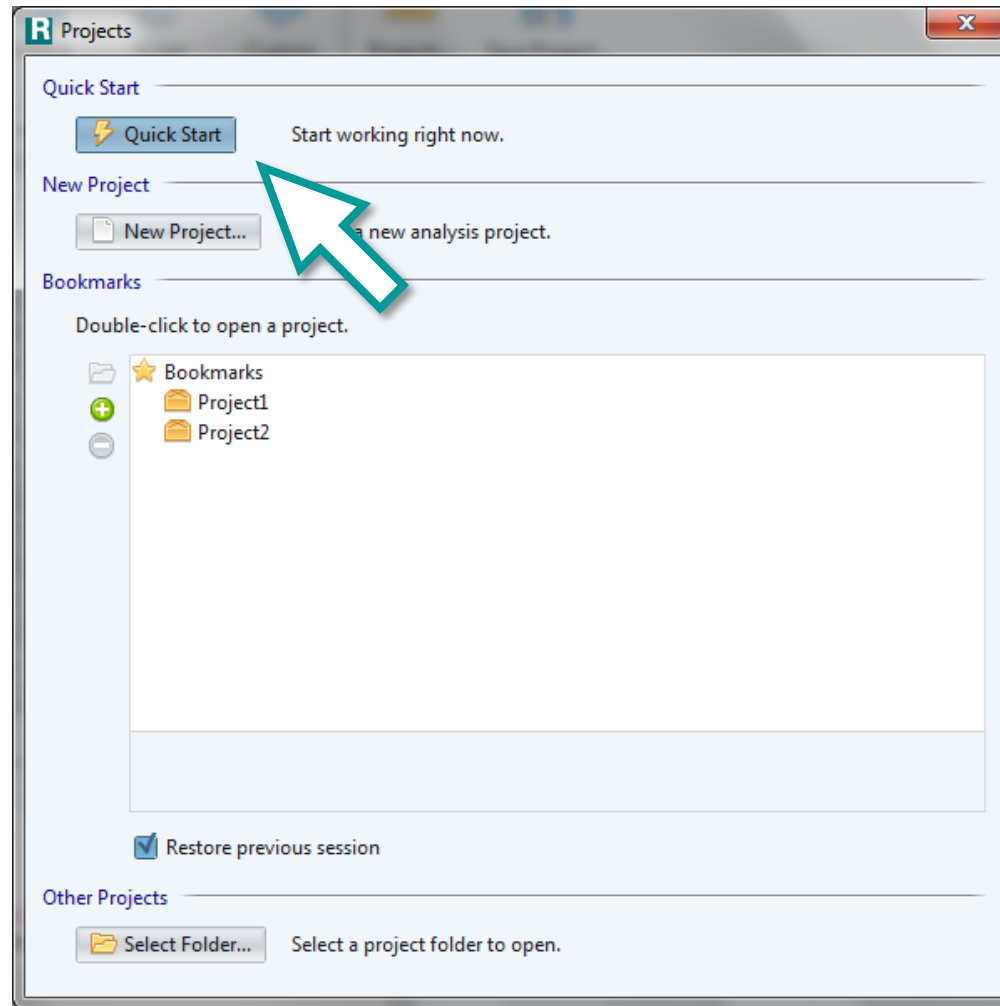 R Projects
Quick Start
Quick Start Start working right now.
New Project
New Project... a new analysis project.
Bookmarks
Double-click to open a project.
Bookmarks
Project1
Project2
Restore previous session
Other Projects
Select Folder... Select a project folder to open.